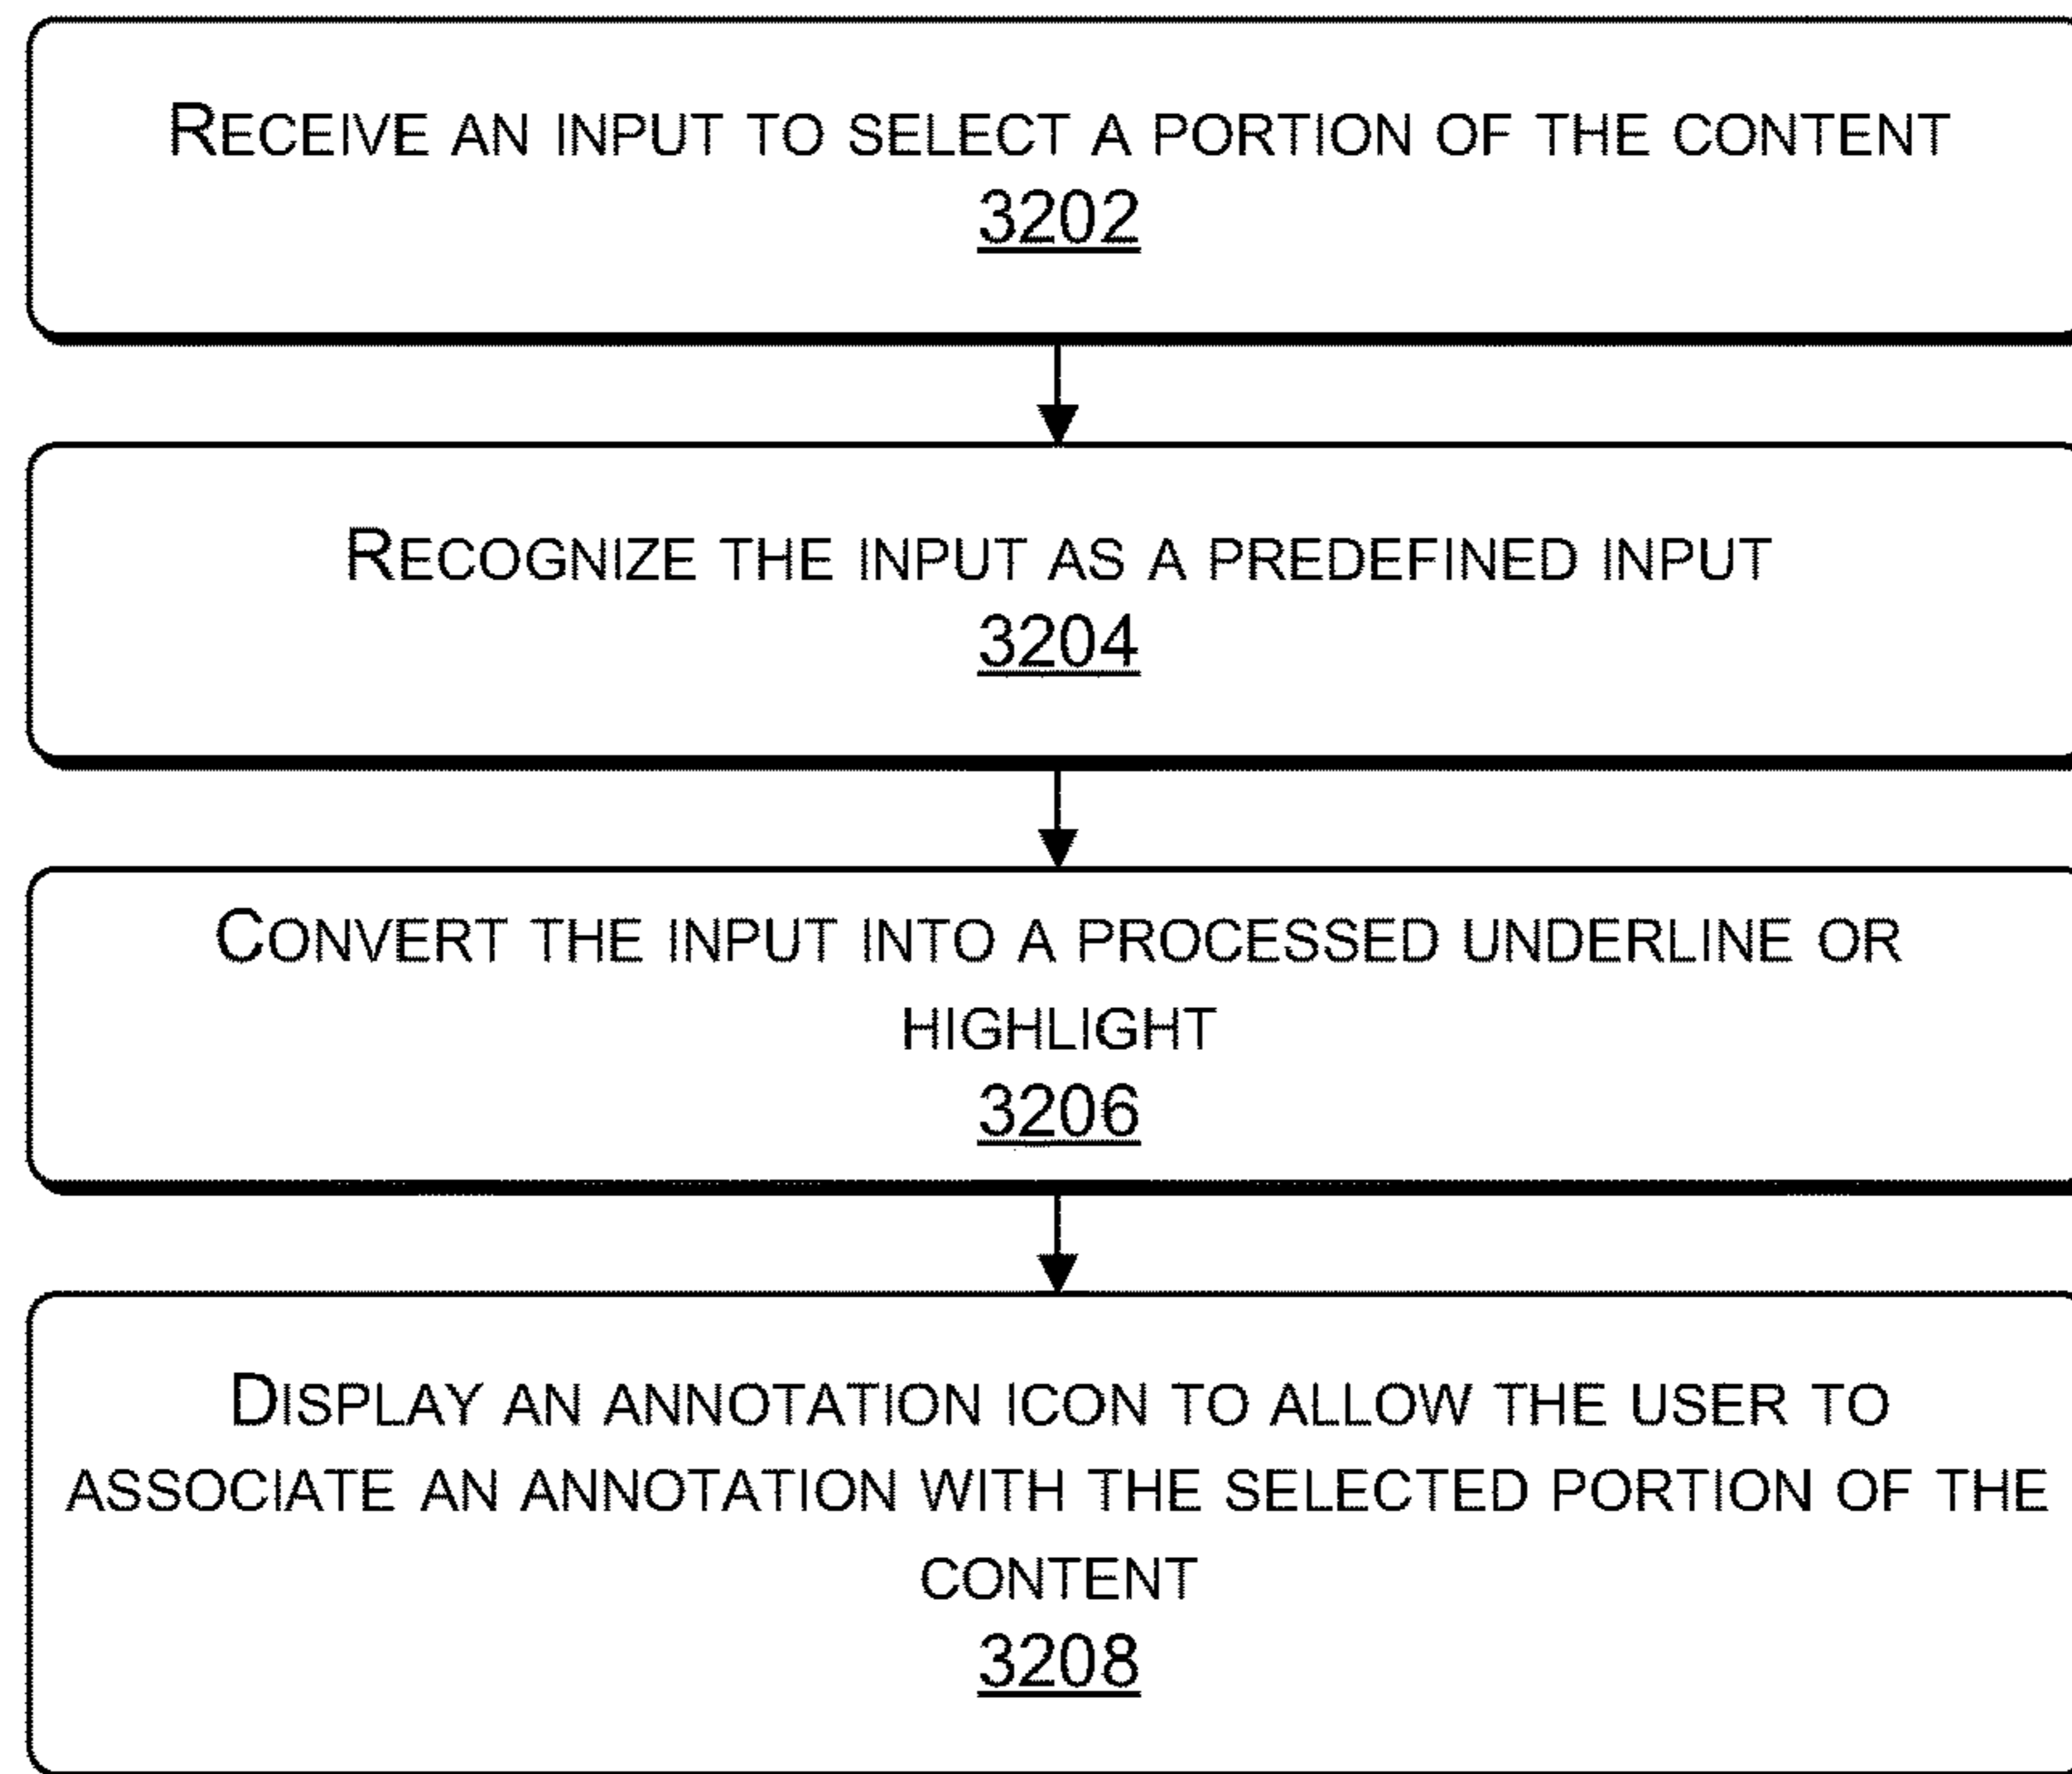 RECEIVE AN INPUT TO SELECT A PORTION OF THE CONTENT
3202
RECOGNIZE THE INPUT AS A PREDEFINED INPUT
3204
CONVERT THE INPUT INTO A PROCESSED UNDERLINE OR
HIGHLIGHT
3206
DISPLAY AN ANNOTATION ICON TO ALLOW THE USER TO
ASSOCIATE AN ANNOTATION WITH THE SELECTED PORTION OF THE
CONTENT
3208